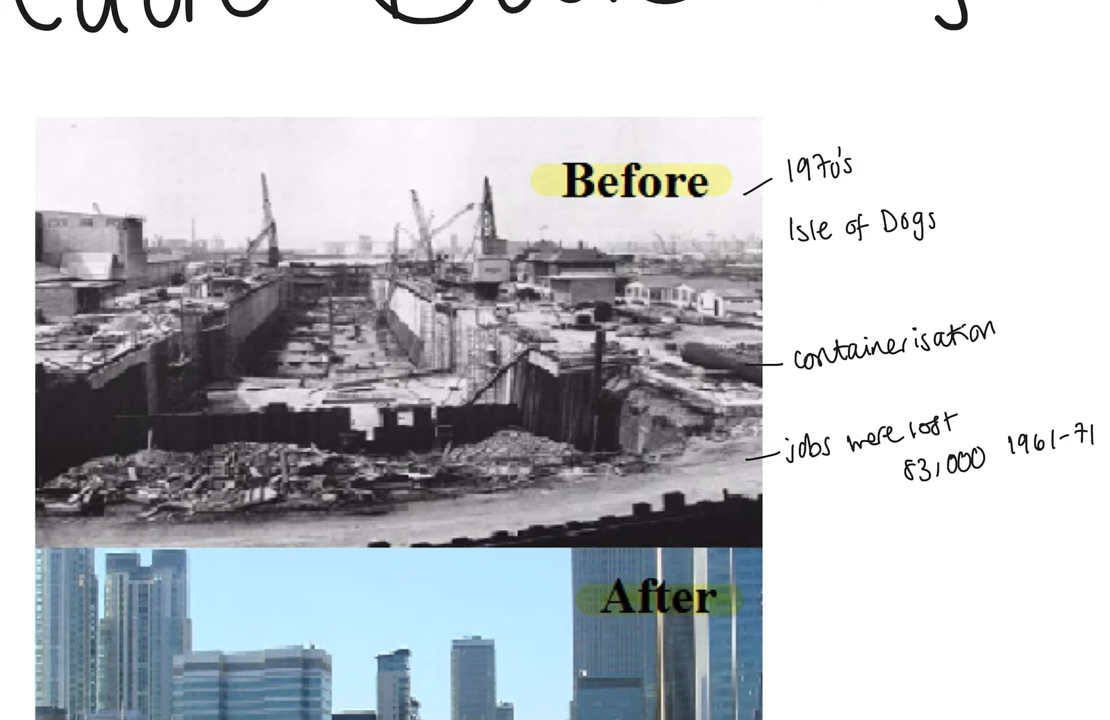 Before
1970's
Isle of Dogs
containerisation
jobs were lost
83,000 1961-71
After